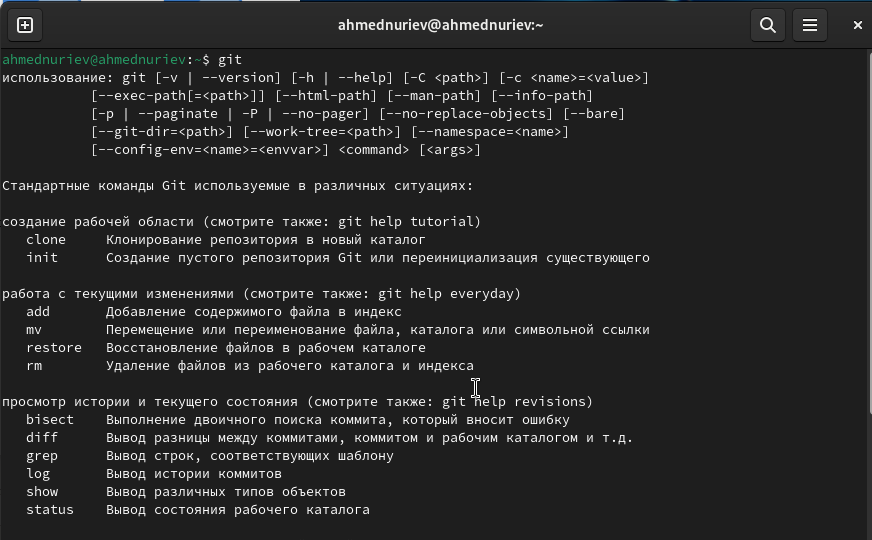 ahmednuriev@ahmednuriev:~
ahmednuriev@ahmednuriev:~$ git
использование: git [-v | --version] [-h | --help] [-C <path>] [-c <name>=<value>]
[--exec-path[=<path>]] [--html-path] [--man-path] [--info-path]
[-p | --paginate | -P | --no-pager] [--no-replace-objects] [--bare]
[--git-dir=<path>] [--work-tree=<path>] [--namespace=<name>]
[--config-env=<name>=<envvar>] <command> [<args>]
Стандартные команды Git используемые в различных ситуациях:
создание рабочей области (смотрите также: git help tutorial)
clone Клонирование репозитория в новый каталог
init Создание пустого репозитория Git или переинициализация существующего
работа с текущими изменениями (смотрите также: git help everyday)
add Добавление содержимого файла в индекс
mv Перемещение или переименование файла, каталога или символьной ссылки
restore Восстановление файлов в рабочем каталоге
rm Удаление файлов из рабочего каталога и индекса
просмотр истории и текущего состояния (смотрите также: git help revisions)
bisect Выполнение двоичного поиска коммита, который вносит ошибку
diff Вывод разницы между коммитами, коммитом и рабочим каталогом и т.д.
grep Вывод строк, соответствующих шаблону
log Вывод истории коммитов
show Вывод различных типов объектов
status Вывод состояния рабочего каталога